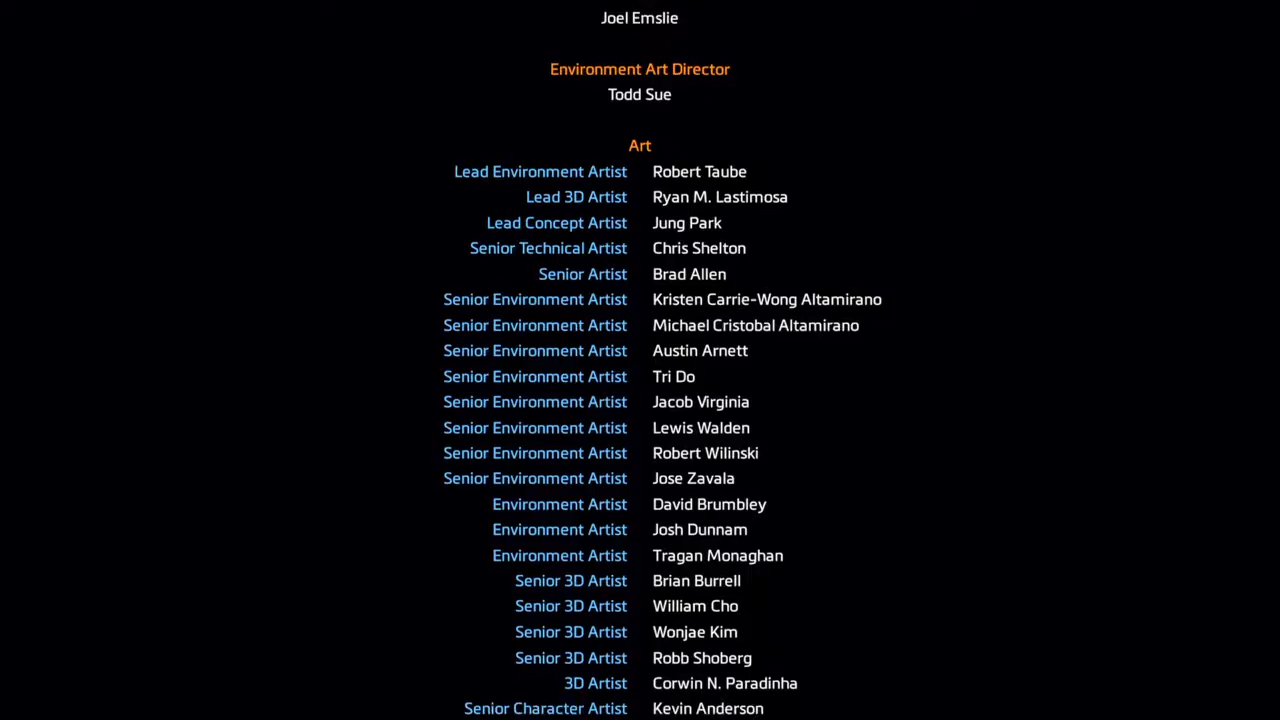 Joel Emslie
Environment Art Director
Todd Sue
Art
Lead Environment Artist Robert Taube
Lead 3D Artist Ryan M. Lastimosa
Lead Concept Artist Jung Park
Senior Technical Artist Chris Shelton
Senior Artist Brad Allen
Senior Environment Artist Kristen Carrie-Wong Altamirano
Senior Environment Artist Michael Cristobal Altamirano
Senior Environment Artist Austin Arnett
Senior Environment Artist Tri Do
Senior Environment Artist Jacob Virginia
Senior Environment Artist Lewis Walden
Senior Environment Artist Robert Wilinski
Senior Environment Artist Jose Zavala
Environment Artist David Brumbley
Environment Artist Josh Dunnam
Environment Artist Tragan Monaghan
Senior 3D Artist Brian Burrell
Senior 3D Artist William Cho
Senior 3D Artist Wonjae Kim
Senior 3D Artist Robb Shoberg
3D Artist Corwin N. Paradinha
Senior Character Artist Kevin Anderson